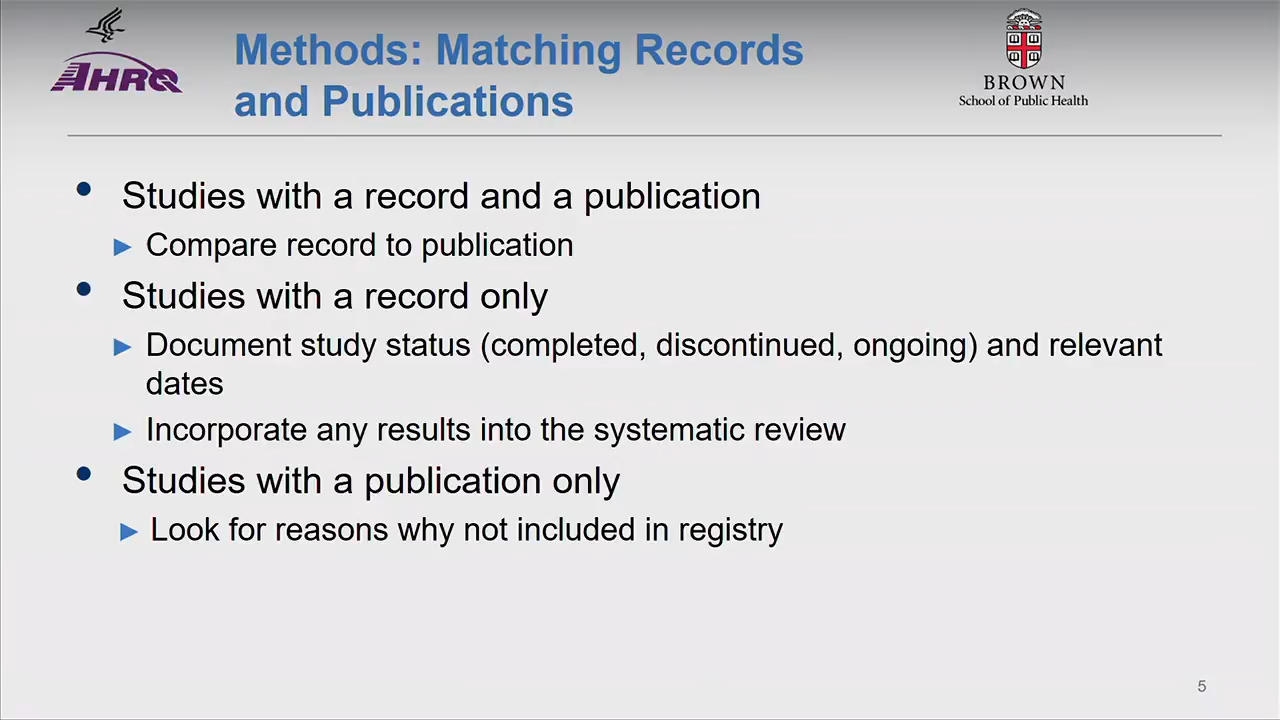 AHRQ
BROWN
School of Public Health
Methods: Matching Records
and Publications
• Studies with a record and a publication
► Compare record to publication
• Studies with a record only
► Document study status (completed, discontinued, ongoing) and relevant
dates
► Incorporate any results into the systematic review
• Studies with a publication only
► Look for reasons why not included in registry
5